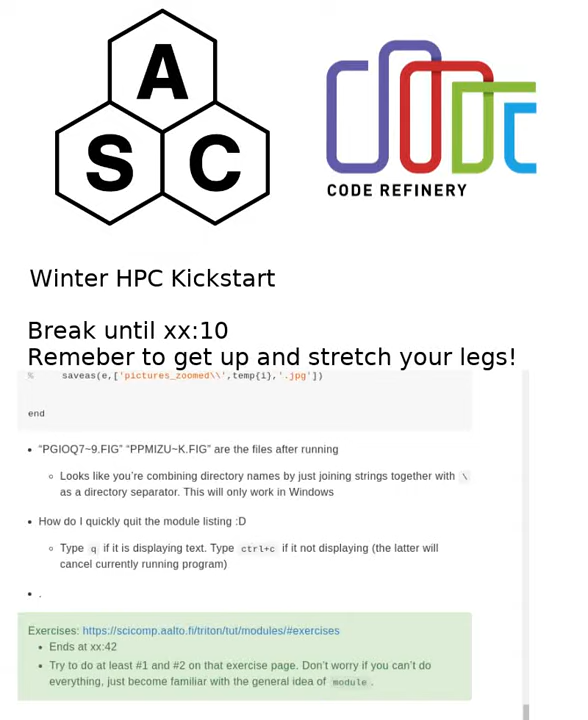 A
S C
CODE REFINERY
Winter HPC Kickstart
Break until xx:10
Remeber to get up and stretch your legs!
%     saveas(e,['pictures_zoomed\\',temp{i},'.jpg'])
end
• "PGIOQ7~9.FIG" "PPMIZU~K.FIG" are the files after running
◦ Looks like you're combining directory names by just joining strings together with \
as a directory separator. This will only work in Windows
• How do I quickly quit the module listing :D
◦ Type q if it is displaying text. Type ctrl+c if it not displaying (the latter will
cancel currently running program)
• .
Exercises: https://scicomp.aalto.fi/triton/tut/modules/#exercises
• Ends at xx:42
• Try to do at least #1 and #2 on that exercise page. Don't worry if you can't do
everything, just become familiar with the general idea of module.